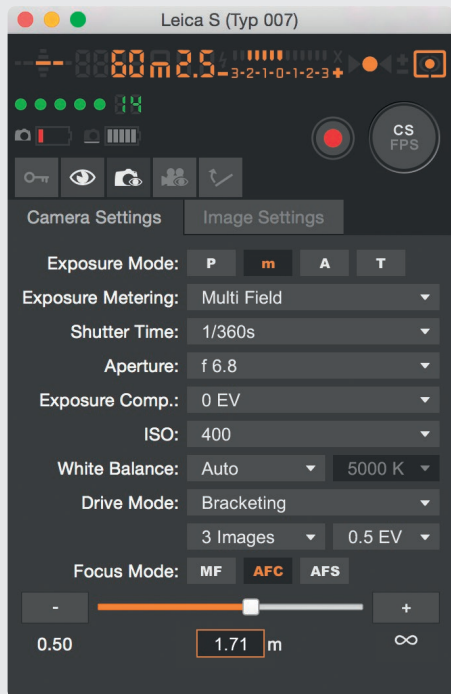 Leica S (Typ 007)
60 m 2.5 -3-2-1-0-1-2-3+
14
CS
FPS
Camera Settings Image Settings
Exposure Mode: P m A T
Exposure Metering: Multi Field
Shutter Time: 1/360s
Aperture: f 6.8
Exposure Comp.: 0 EV
ISO: 400
White Balance: Auto 5000 K
Drive Mode: Bracketing
3 Images 0.5 EV
Focus Mode: MF AFC AFS
- +
0.50 1.71 m ∞